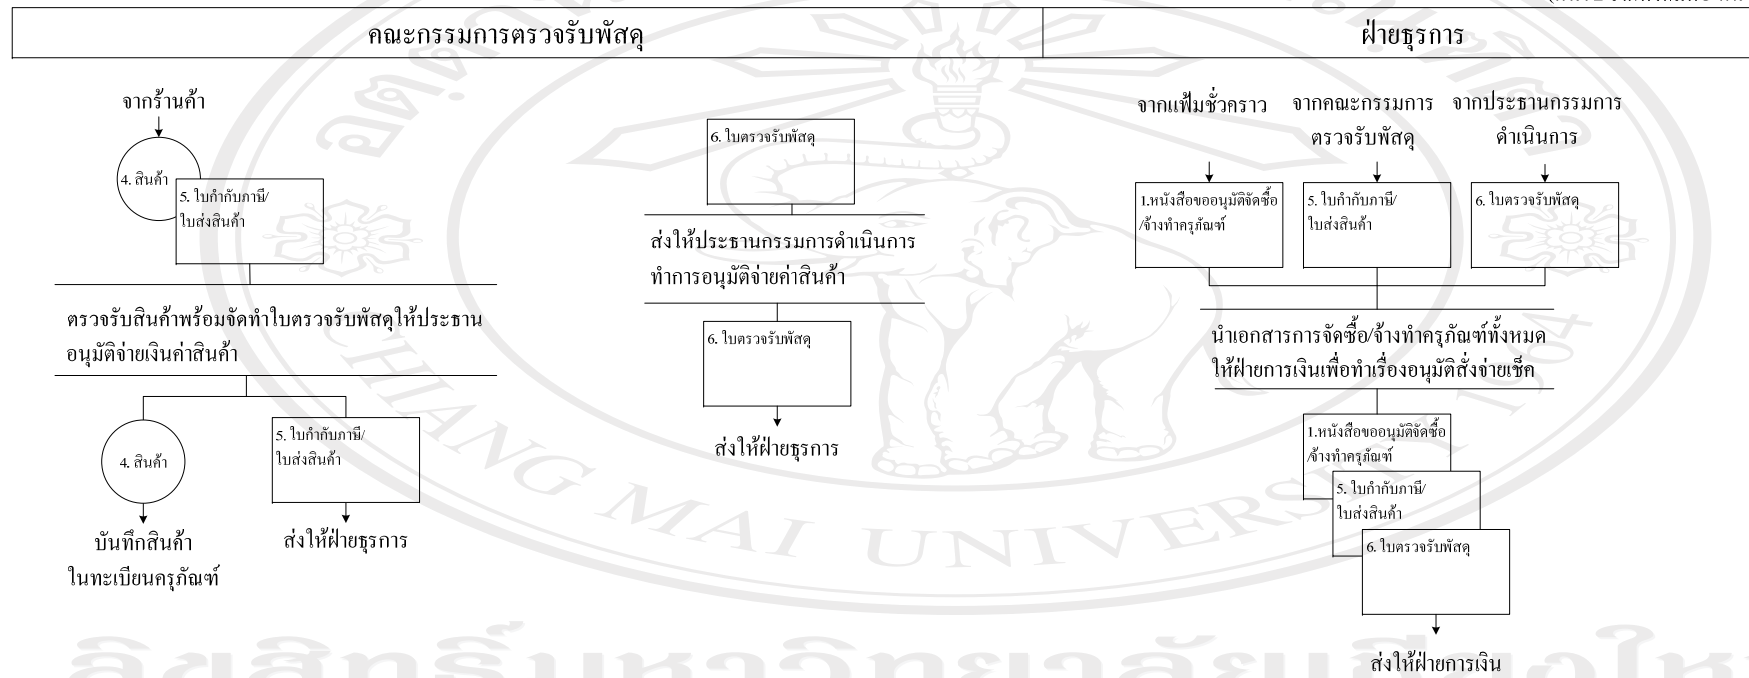 คณะกรรมการตรวจรับพัสดุ
ฝ่ายธุรการ
จากร้านค้า
4. สินค้า
5. ใบกำกับภาษี/
ใบส่งสินค้า
ตรวจรับสินค้าพร้อมจัดทำใบตรวจรับพัสดุให้ประธาน
อนุมัติจ่ายเงินค่าสินค้า
4. สินค้า
5. ใบกำกับภาษี/
ใบส่งสินค้า
บันทึกสินค้า
ในทะเบียนครุภัณฑ์
ส่งให้ฝ่ายธุรการ
6. ใบตรวจรับพัสดุ
ส่งให้ประธานกรรมการดำเนินการ
ทำการอนุมัติจ่ายค่าสินค้า
6. ใบตรวจรับพัสดุ
ส่งให้ฝ่ายธุรการ
จากแฟ้มชั่วคราว
จากคณะกรรมการ
ตรวจรับพัสดุ
จากประธานกรรมการ
ดำเนินการ
1.หนังสือขออนุมัติจัดซื้อ
/จ้างทำครุภัณฑ์
5. ใบกำกับภาษี/
ใบส่งสินค้า
6. ใบตรวจรับพัสดุ
นำเอกสารการจัดซื้อ/จ้างทำครุภัณฑ์ทั้งหมด
ให้ฝ่ายการเงินเพื่อทำเรื่องอนุมัติสั่งจ่ายเช็ค
1.หนังสือขออนุมัติจัดซื้อ
/จ้างทำครุภัณฑ์
5. ใบกำกับภาษี/
ใบส่งสินค้า
6. ใบตรวจรับพัสดุ
ส่งให้ฝ่ายการเงิน
CHIANG MAI UNIVERSITY 1964